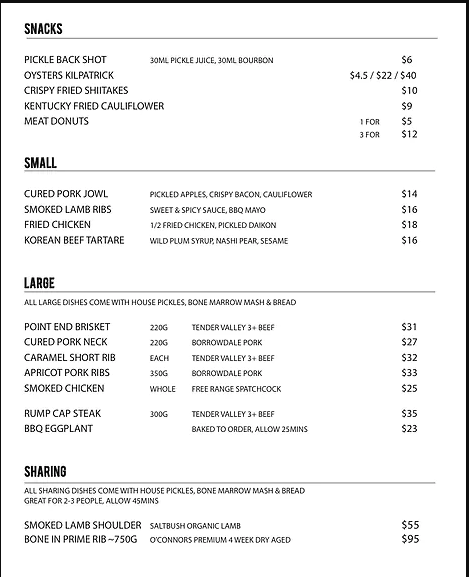 SNACKS
PICKLE BACK SHOT 30ML PICKLE JUICE, 30ML BOURBON $6
OYSTERS KILPATRICK $4.5 / $22 / $40
CRISPY FRIED SHIITAKES $10
KENTUCKY FRIED CAULIFLOWER $9
MEAT DONUTS 1 FOR $5
3 FOR $12
SMALL
CURED PORK JOWL PICKLED APPLES, CRISPY BACON, CAULIFLOWER $14
SMOKED LAMB RIBS SWEET & SPICY SAUCE, BBQ MAYO $16
FRIED CHICKEN 1/2 FRIED CHICKEN, PICKLED DAIKON $18
KOREAN BEEF TARTARE WILD PLUM SYRUP, NASHI PEAR, SESAME $16
LARGE
ALL LARGE DISHES COME WITH HOUSE PICKLES, BONE MARROW MASH & BREAD
POINT END BRISKET 220G TENDER VALLEY 3+ BEEF $31
CURED PORK NECK 220G BORROWDALE PORK $27
CARAMEL SHORT RIB EACH TENDER VALLEY 3+ BEEF $32
APRICOT PORK RIBS 350G BORROWDALE PORK $33
SMOKED CHICKEN WHOLE FREE RANGE SPATCHCOCK $25
RUMP CAP STEAK 300G TENDER VALLEY 3+ BEEF $35
BBQ EGGPLANT BAKED TO ORDER, ALLOW 25MINS $23
SHARING
ALL SHARING DISHES COME WITH HOUSE PICKLES, BONE MARROW MASH & BREAD
GREAT FOR 2-3 PEOPLE, ALLOW 45MINS
SMOKED LAMB SHOULDER SALTBUSH ORGANIC LAMB $55
BONE IN PRIME RIB ~750G O'CONNORS PREMIUM 4 WEEK DRY AGED $95